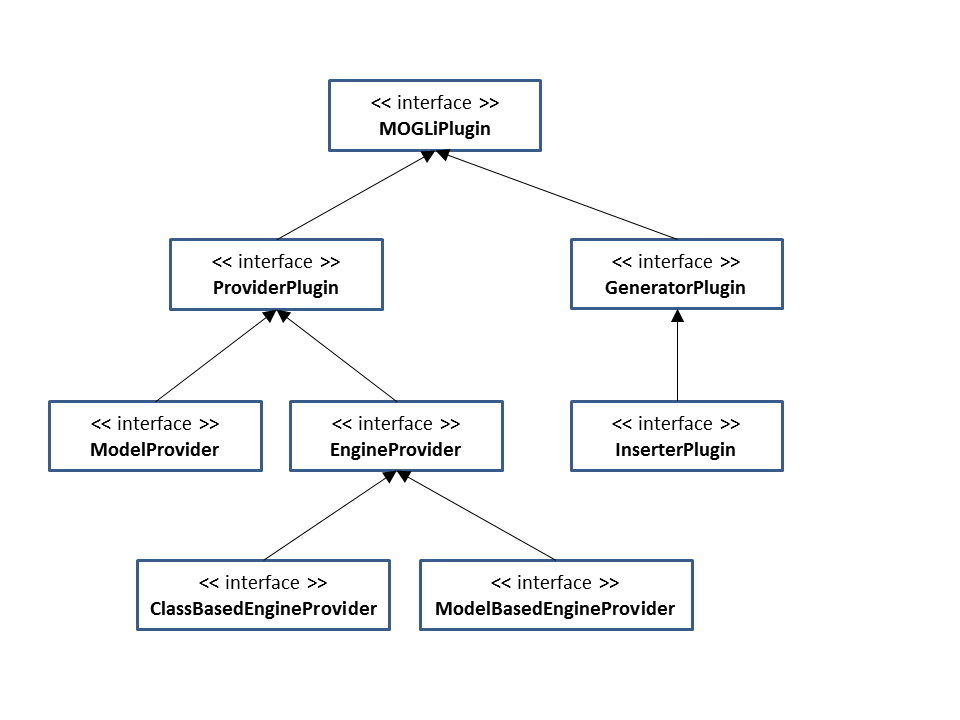 << interface >>
MOGLiPlugin
<< interface >>
ProviderPlugin
<< interface >>
GeneratorPlugin
<< interface >>
ModelProvider
<< interface >>
EngineProvider
<< interface >>
InserterPlugin
<< interface >>
ClassBasedEngineProvider
<< interface >>
ModelBasedEngineProvider